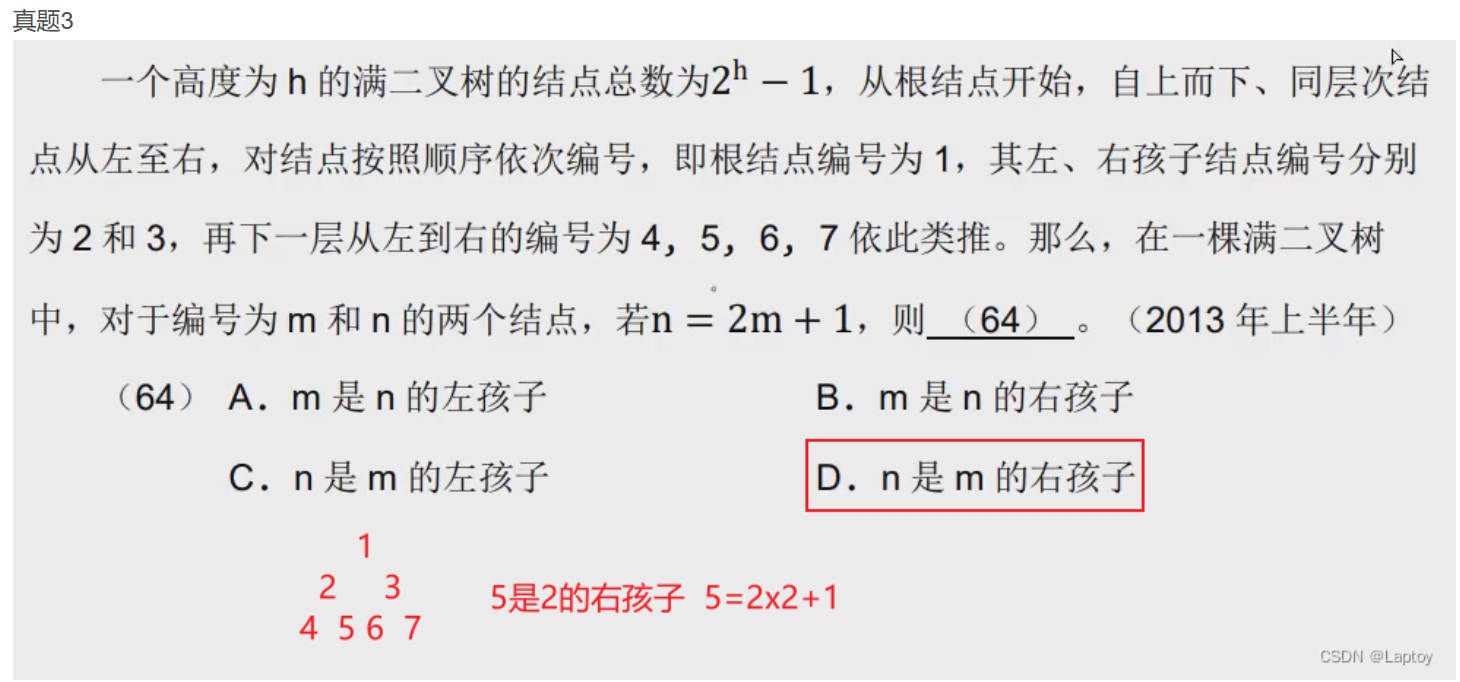 真题3
一个高度为 h 的满二叉树的结点总数为2ʰ − 1，从根结点开始，自上而下、同层次结
点从左至右，对结点按照顺序依次编号，即根结点编号为 1，其左、右孩子结点编号分别
为 2 和 3，再下一层从左到右的编号为 4，5，6，7 依此类推。那么，在一棵满二叉树
中，对于编号为 m 和 n 的两个结点，若n = 2m + 1，则 （64） 。（2013 年上半年）
（64） A．m 是 n 的左孩子 B．m 是 n 的右孩子
C．n 是 m 的左孩子 D．n 是 m 的右孩子
1
2 3
4 5 6 7
5是2的右孩子 5=2x2+1
CSDN @Laptoy